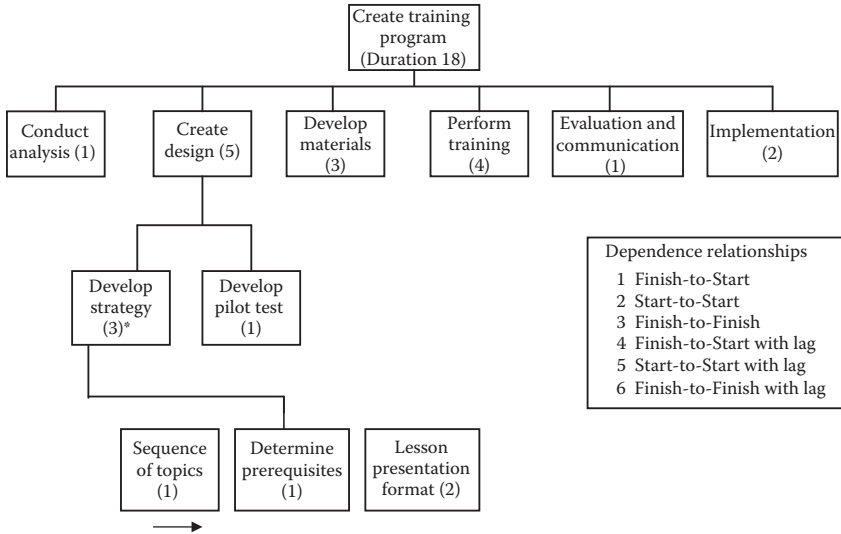 Create training
program
(Duration 18)
Conduct
analysis (1)
Create
design (5)
Develop
materials
(3)
Perform
training
(4)
Evaluation and
communication
(1)
Implementation
(2)
Develop
strategy
(3)*
Develop
pilot test
(1)
Dependence relationships
1 Finish-to-Start
2 Start-to-Start
3 Finish-to-Finish
4 Finish-to-Start with lag
5 Start-to-Start with lag
6 Finish-to-Finish with lag
Sequence
of topics
(1)
Determine
prerequisites
(1)
Lesson
presentation
format (2)